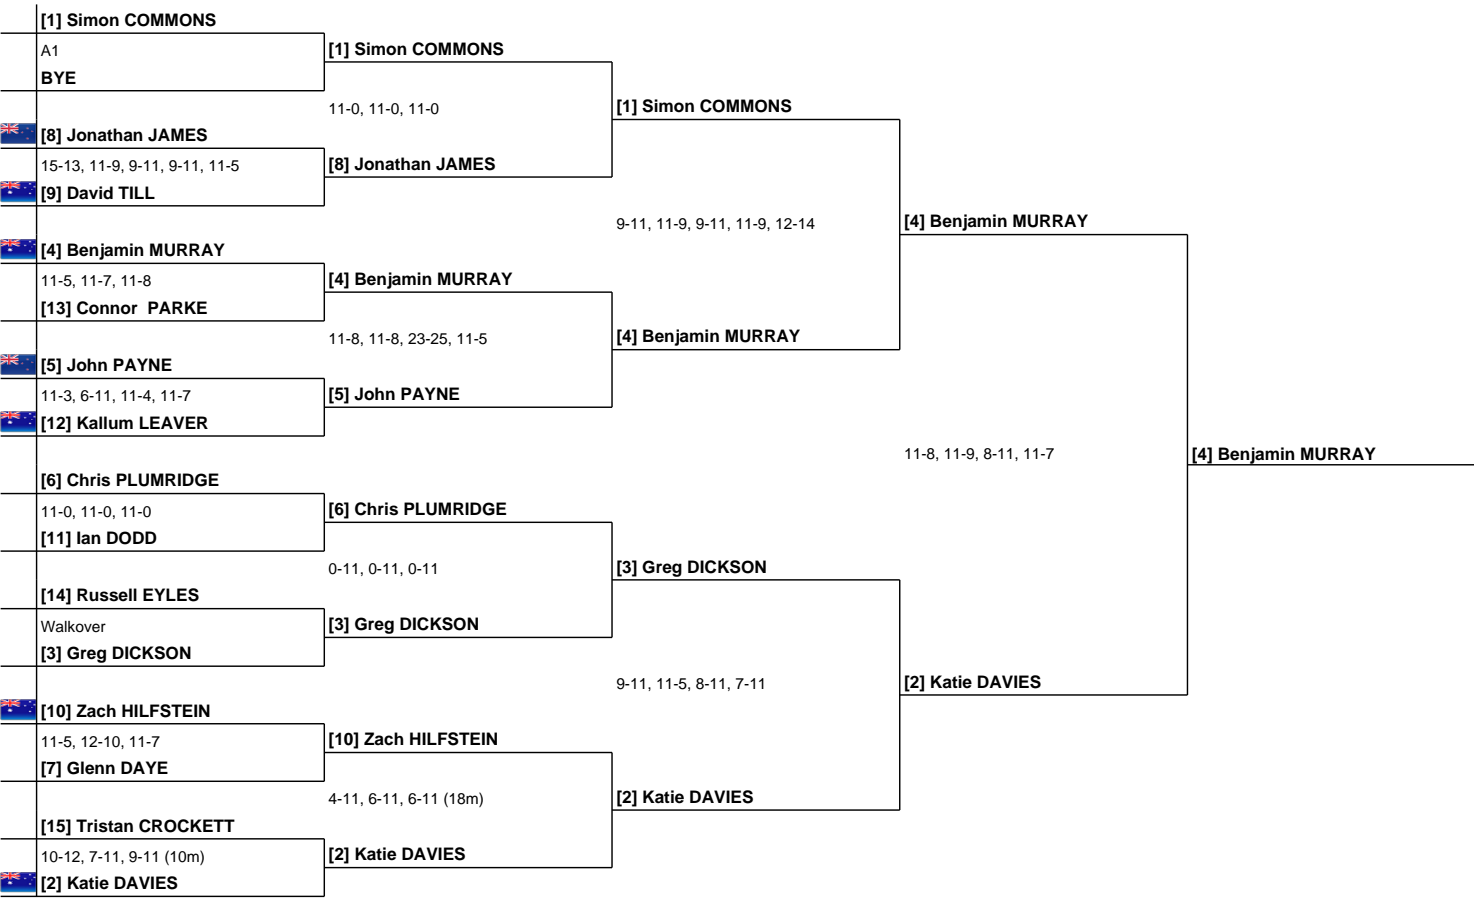 [1] Simon COMMONS
A1
BYE
[8] Jonathan JAMES
15-13, 11-9, 9-11, 9-11, 11-5
[9] David TILL
[4] Benjamin MURRAY
11-5, 11-7, 11-8
[13] Connor  PARKE
[5] John PAYNE
11-3, 6-11, 11-4, 11-7
[12] Kallum LEAVER
[6] Chris PLUMRIDGE
11-0, 11-0, 11-0
[11] Ian DODD
[14] Russell EYLES
Walkover
[3] Greg DICKSON
[10] Zach HILFSTEIN
11-5, 12-10, 11-7
[7] Glenn DAYE
[15] Tristan CROCKETT
10-12, 7-11, 9-11 (10m)
[2] Katie DAVIES
[1] Simon COMMONS
11-0, 11-0, 11-0
[8] Jonathan JAMES
[4] Benjamin MURRAY
11-8, 11-8, 23-25, 11-5
[5] John PAYNE
[6] Chris PLUMRIDGE
0-11, 0-11, 0-11
[3] Greg DICKSON
[10] Zach HILFSTEIN
4-11, 6-11, 6-11 (18m)
[2] Katie DAVIES
[1] Simon COMMONS
9-11, 11-9, 9-11, 11-9, 12-14
[4] Benjamin MURRAY
[3] Greg DICKSON
9-11, 11-5, 8-11, 7-11
[2] Katie DAVIES
[4] Benjamin MURRAY
11-8, 11-9, 8-11, 11-7
[2] Katie DAVIES
[4] Benjamin MURRAY